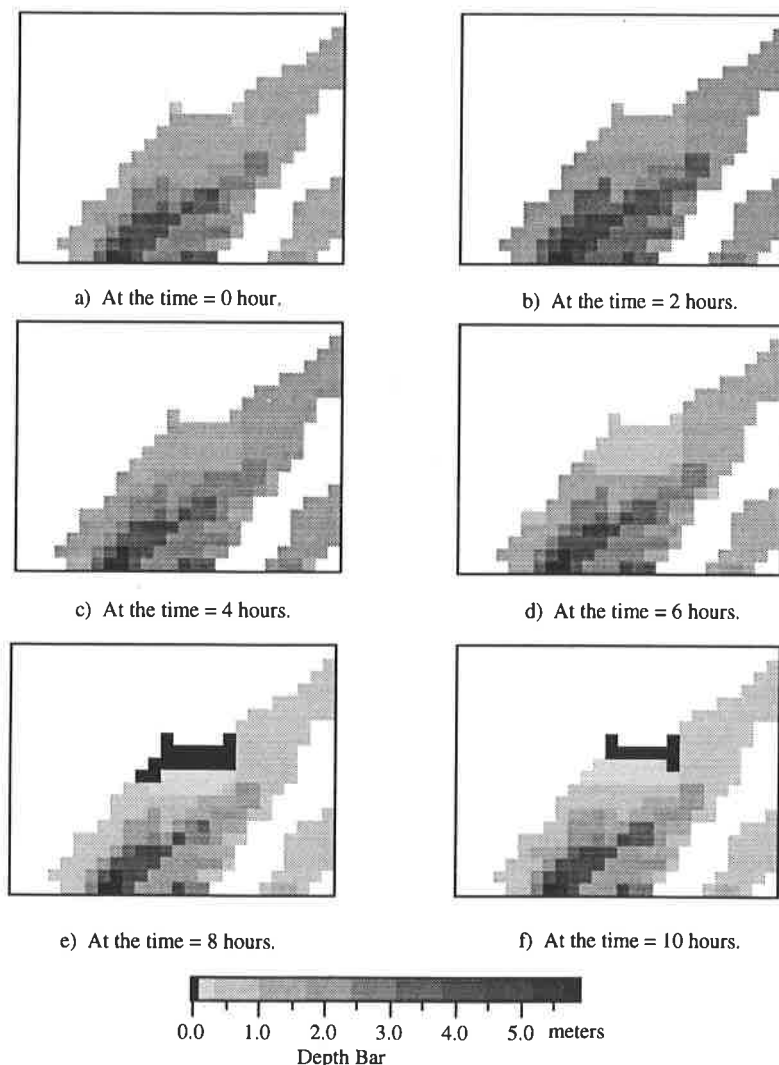 a) At the time = 0 hour.
b) At the time = 2 hours.
c) At the time = 4 hours.
d) At the time = 6 hours.
e) At the time = 8 hours.
f) At the time = 10 hours.
0.0 1.0 2.0 3.0 4.0 5.0 meters
Depth Bar